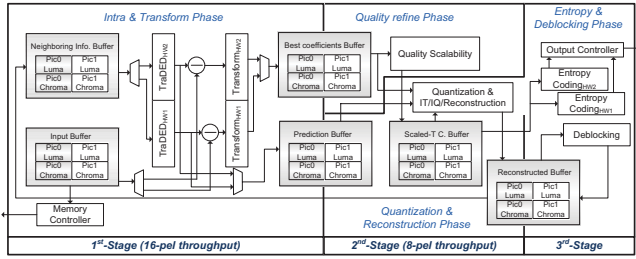 Intra & Transform Phase
Quality refine Phase
Entropy &
Deblocking Phase
Neighboring Info. Buffer
Pic0
Luma
Pic1
Luma
Pic0
Chroma
Pic1
Chroma
TraDED_HW2
Transform_HW2
Best coefficients Buffer
Pic0
Luma
Pic1
Luma
Pic0
Chroma
Pic1
Chroma
Quality Scalability
Output Controller
Entropy
Coding_HW2
Entropy
Coding_HW1
Quantization &
IT/IQ/Reconstruction
TraDED_HW1
Transform_HW1
Input Buffer
Pic0
Luma
Pic1
Luma
Pic0
Chroma
Pic1
Chroma
Prediction Buffer
Pic0
Luma
Pic1
Luma
Pic0
Chroma
Pic1
Chroma
Scaled-T C. Buffer
Pic0
Luma
Pic1
Luma
Pic0
Chroma
Pic1
Chroma
Deblocking
Reconstructed Buffer
Pic0
Luma
Pic1
Luma
Pic0
Chroma
Pic1
Chroma
Memory
Controller
Quantization &
Reconstruction Phase
1st-Stage (16-pel throughput)
2nd-Stage (8-pel throughput)
3rd-Stage